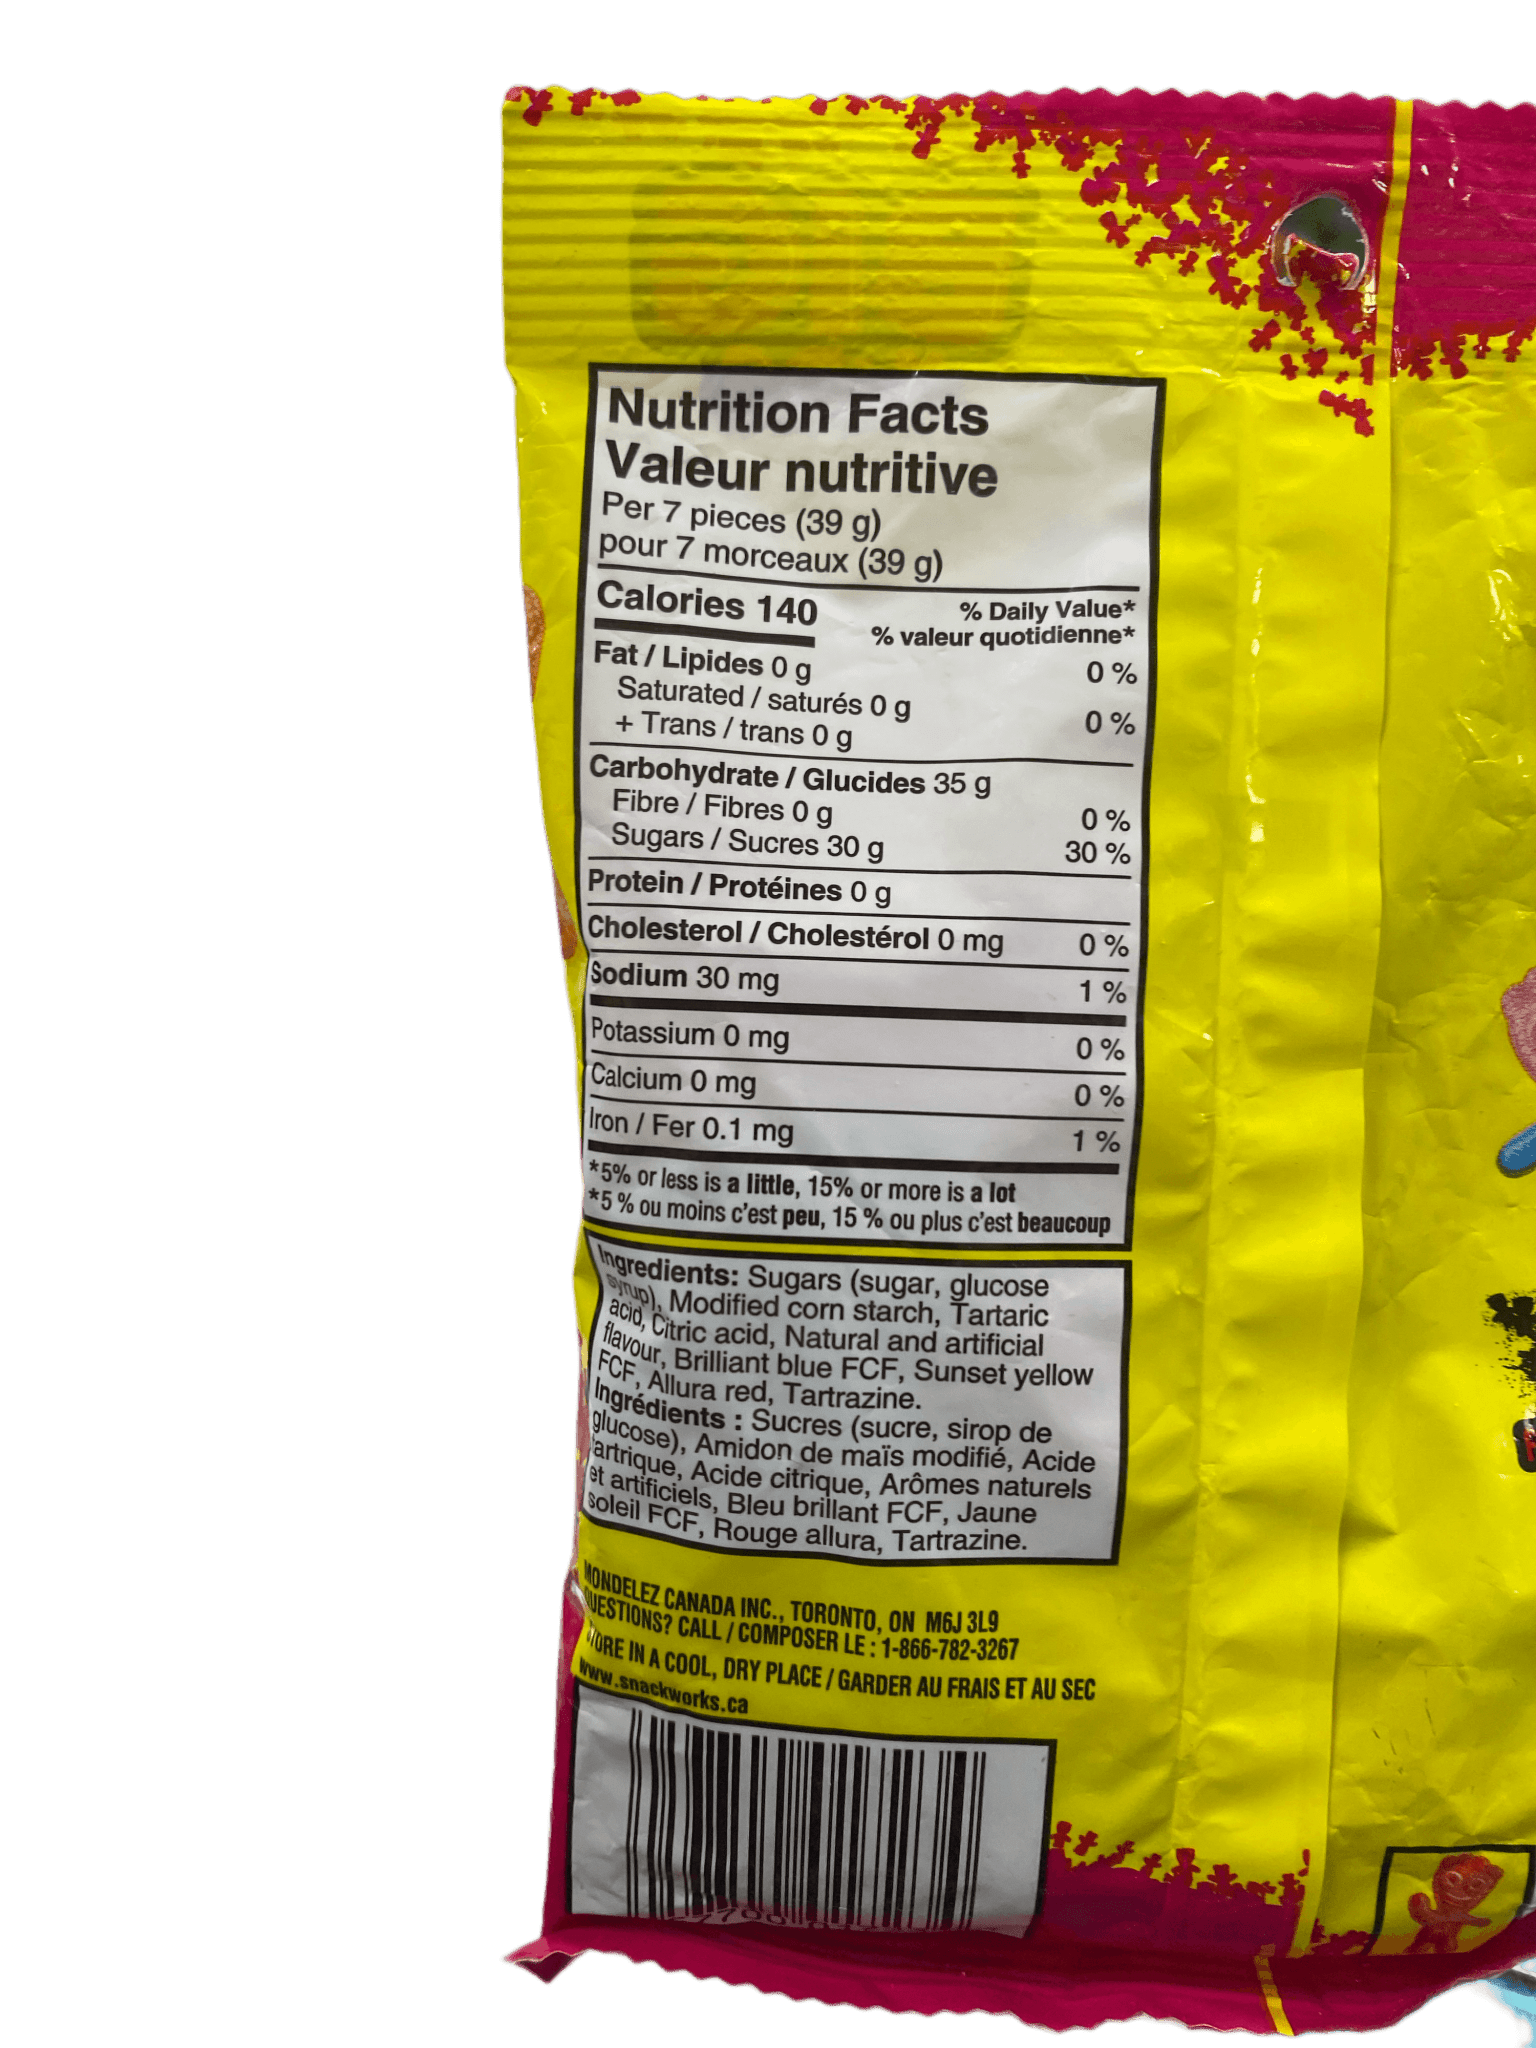 Nutrition Facts
Valeur nutritive
Per 7 pieces (39 g)
pour 7 morceaux (39 g)
Calories 140
% Daily Value*
% valeur quotidienne*
Fat / Lipides 0 g 0 %
Saturated / saturés 0 g
+ Trans / trans 0 g 0 %
Carbohydrate / Glucides 35 g
Fibre / Fibres 0 g 0 %
Sugars / Sucres 30 g 30 %
Protein / Protéines 0 g
Cholesterol / Cholestérol 0 mg 0 %
Sodium 30 mg 1 %
Potassium 0 mg 0 %
Calcium 0 mg 0 %
Iron / Fer 0.1 mg 1 %
*5% or less is a little, 15% or more is a lot
*5 % ou moins c'est peu, 15 % ou plus c'est beaucoup
Ingredients: Sugars (sugar, glucose
syrup), Modified corn starch, Tartaric
acid, Citric acid, Natural and artificial
flavour, Brilliant blue FCF, Sunset yellow
FCF, Allura red, Tartrazine.
Ingrédients : Sucres (sucre, sirop de
glucose), Amidon de maïs modifié, Acide
tartrique, Acide citrique, Arômes naturels
et artificiels, Bleu brillant FCF, Jaune
soleil FCF, Rouge allura, Tartrazine.
MONDELEZ CANADA INC., TORONTO, ON M6J 3L9
QUESTIONS? CALL / COMPOSER LE : 1-866-782-3267
STORE IN A COOL, DRY PLACE / GARDER AU FRAIS ET AU SEC
www.snackworks.ca